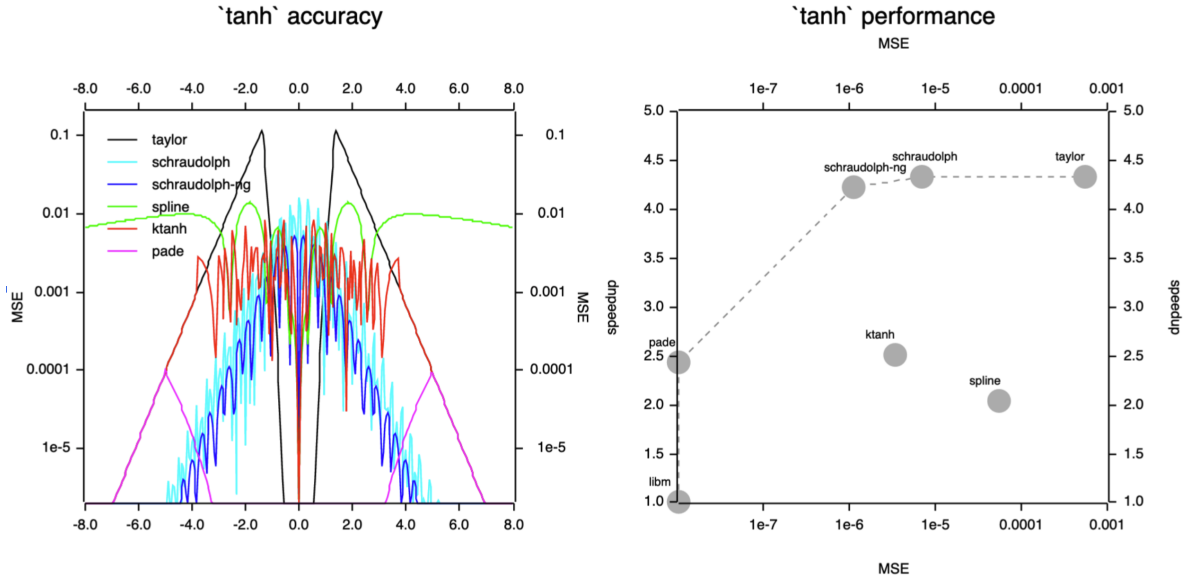 `tanh` accuracy
-8.0 -6.0 -4.0 -2.0 0.0 2.0 4.0 6.0 8.0
0.1
0.01
0.001
0.0001
1e-5
MSE
taylor
schraudolph
schraudolph-ng
spline
ktanh
pade
0.1
0.01
0.001
0.0001
1e-5
MSE
-8.0 -6.0 -4.0 -2.0 0.0 2.0 4.0 6.0 8.0
`tanh` performance
MSE
1e-7 1e-6 1e-5 0.0001 0.001
5.0
4.5
4.0
3.5
3.0
2.5
2.0
1.5
1.0
speedup
schraudolph-ng
schraudolph
taylor
pade
ktanh
spline
libm
5.0
4.5
4.0
3.5
3.0
2.5
2.0
1.5
1.0
speedup
1e-7 1e-6 1e-5 0.0001 0.001
MSE